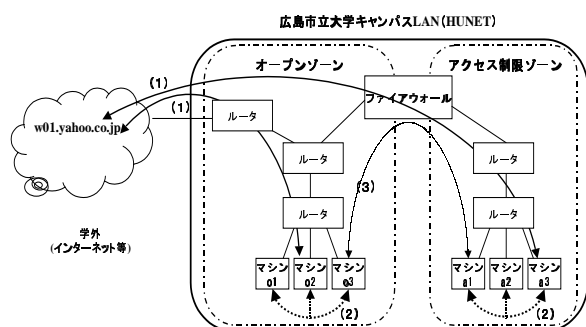 広島市立大学キャンパスLAN(HUNET)
オープンゾーン
アクセス制限ゾーン
(1)
(1)
ファイアウォール
w01.yahoo.co.jp
ルータ
ルータ
ルータ
(3)
ルータ
ルータ
学外
(インターネット等)
マシン
o1
マシン
o2
マシン
o3
マシン
a1
マシン
a2
マシン
a3
(2)
(2)